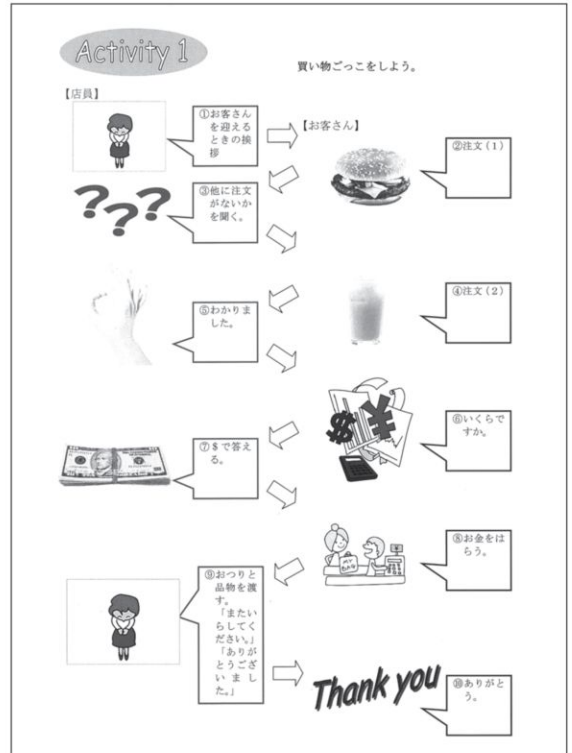 Activity 1
買い物ごっこをしよう。
【店員】
①お客さん
を迎える
ときの挨
拶
【お客さん】
②注文(1)
③他に注文
がないか
を聞く。
④注文(2)
⑤わかりま
した。
⑥いくらで
すか。
⑦$で答え
る。
⑧お金をは
らう。
⑨おつりと
品物を渡
す。
「またい
らしてく
ださい。」
「ありが
とうござ
いまし
た。」
Thank you
⑩ありがと
う。